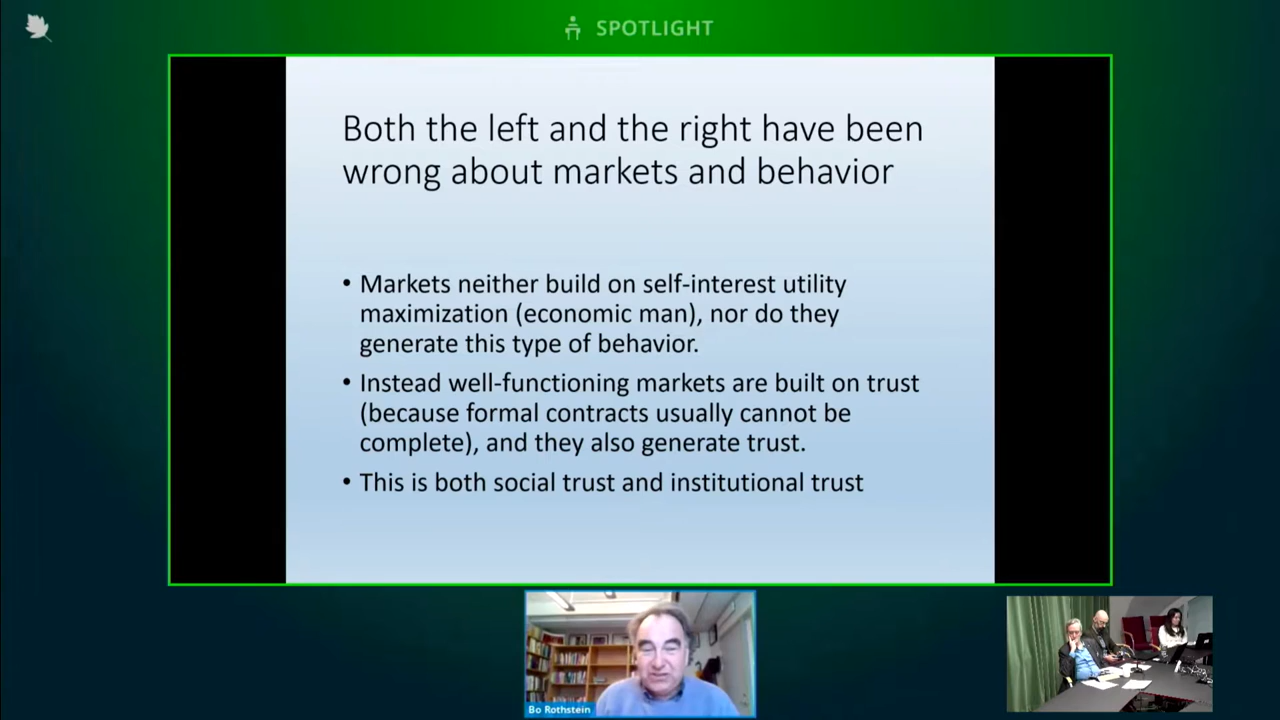 SPOTLIGHT
Both the left and the right have been
wrong about markets and behavior
• Markets neither build on self-interest utility
maximization (economic man), nor do they
generate this type of behavior.
• Instead well-functioning markets are built on trust
(because formal contracts usually cannot be
complete), and they also generate trust.
• This is both social trust and institutional trust
Bo Rothstein